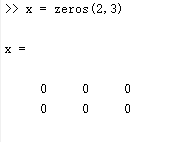 >> x = zeros(2,3)
x =
0 0 0
0 0 0